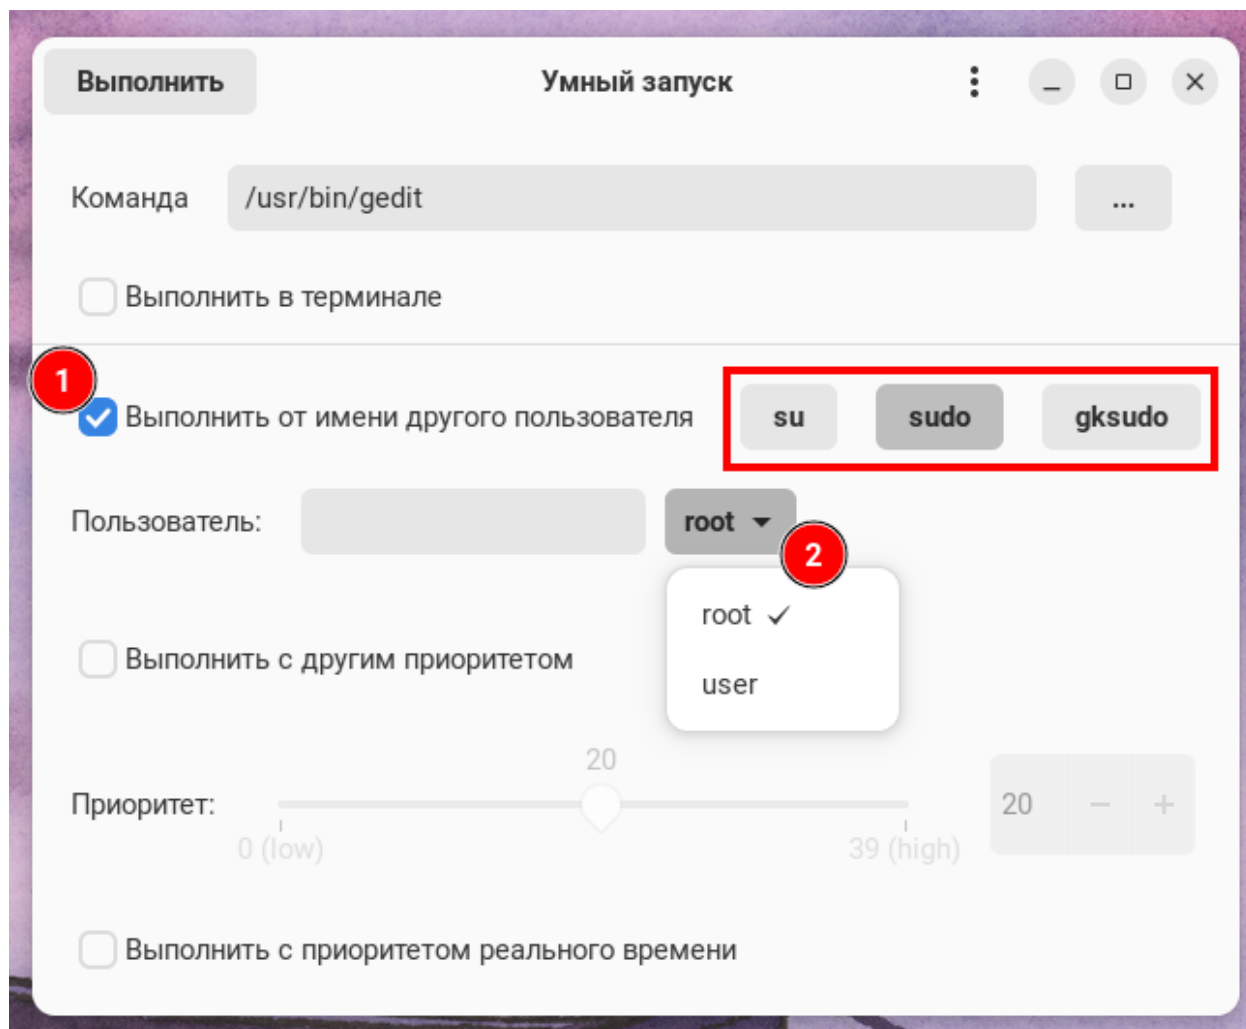 Выполнить Умный запуск
Команда /usr/bin/gedit ...
Выполнить в терминале
1
Выполнить от имени другого пользователя su sudo gksudo
Пользователь: root
2
root
user
Выполнить с другим приоритетом
20
Приоритет: 20 − +
0 (low) 39 (high)
Выполнить с приоритетом реального времени